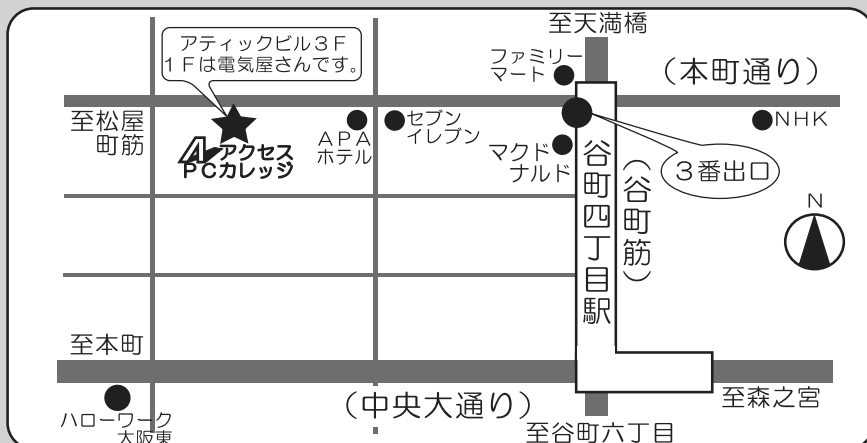 至天満橋
アティックビル３Ｆ
１Ｆは電気屋さんです。
ファミリー
マート
（本町通り）
至松屋
町筋
A アクセス
PCカレッジ
ＡＰＡ
ホテル
セブン
イレブン
マクド
ナルド
３番出口
ＮＨＫ
谷町四丁目駅
（谷町筋）
N
至本町
ハローワーク
大阪東
（中央大通り）
至森之宮
至谷町六丁目